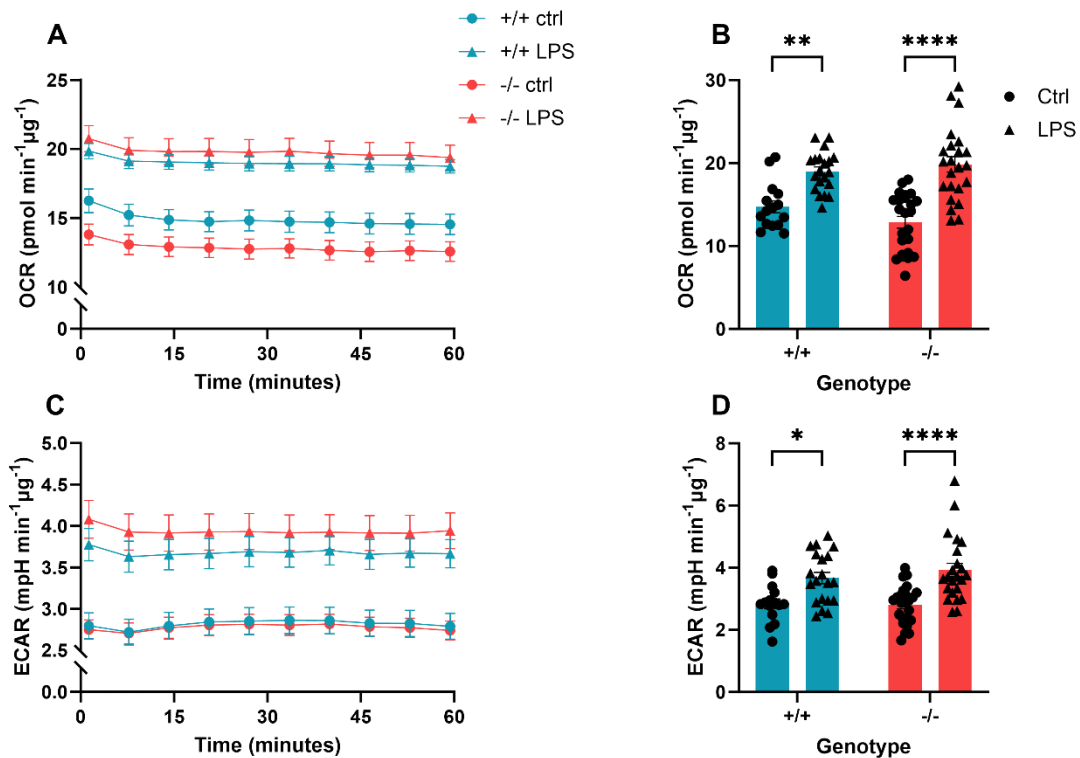 A
+/+ ctrl
+/+ LPS
-/- ctrl
-/- LPS
25
20
15
10
0
OCR (pmol min⁻¹µg⁻¹)
0 15 30 45 60
Time (minutes)
B
** ****
Ctrl
LPS
30
20
10
0
OCR (pmol min⁻¹µg⁻¹)
+/+ -/-
Genotype
C
5.0
4.5
4.0
3.5
3.0
2.5
0.0
ECAR (mpH min⁻¹µg⁻¹)
0 15 30 45 60
Time (minutes)
D
* ****
8
6
4
2
0
ECAR (mpH min⁻¹µg⁻¹)
+/+ -/-
Genotype